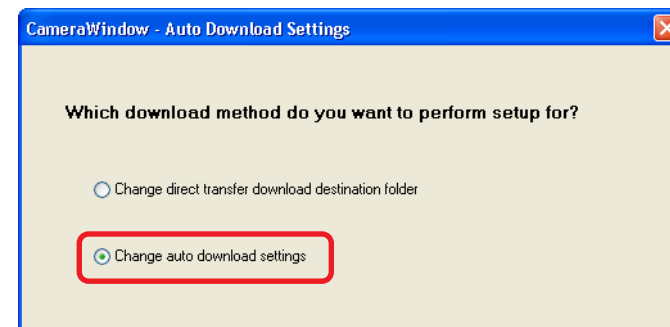 CameraWindow - Auto Download Settings
Which download method do you want to perform setup for?
Change direct transfer download destination folder
Change auto download settings